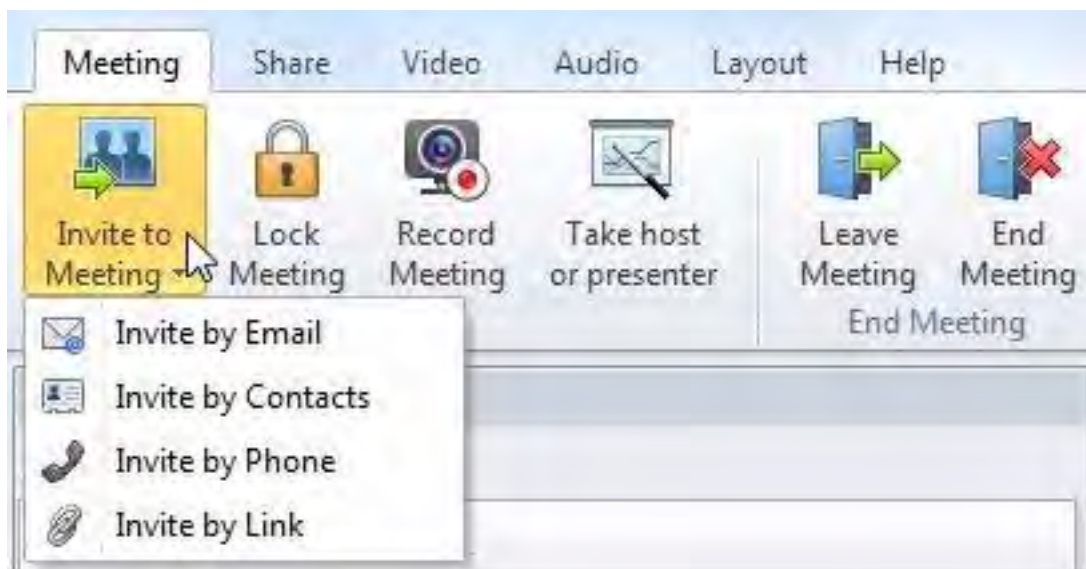 Meeting Share Video Audio Layout Help
Invite to Meeting
Lock Meeting
Record Meeting
Take host or presenter
Leave Meeting
End Meeting
End Meeting
Invite by Email
Invite by Contacts
Invite by Phone
Invite by Link